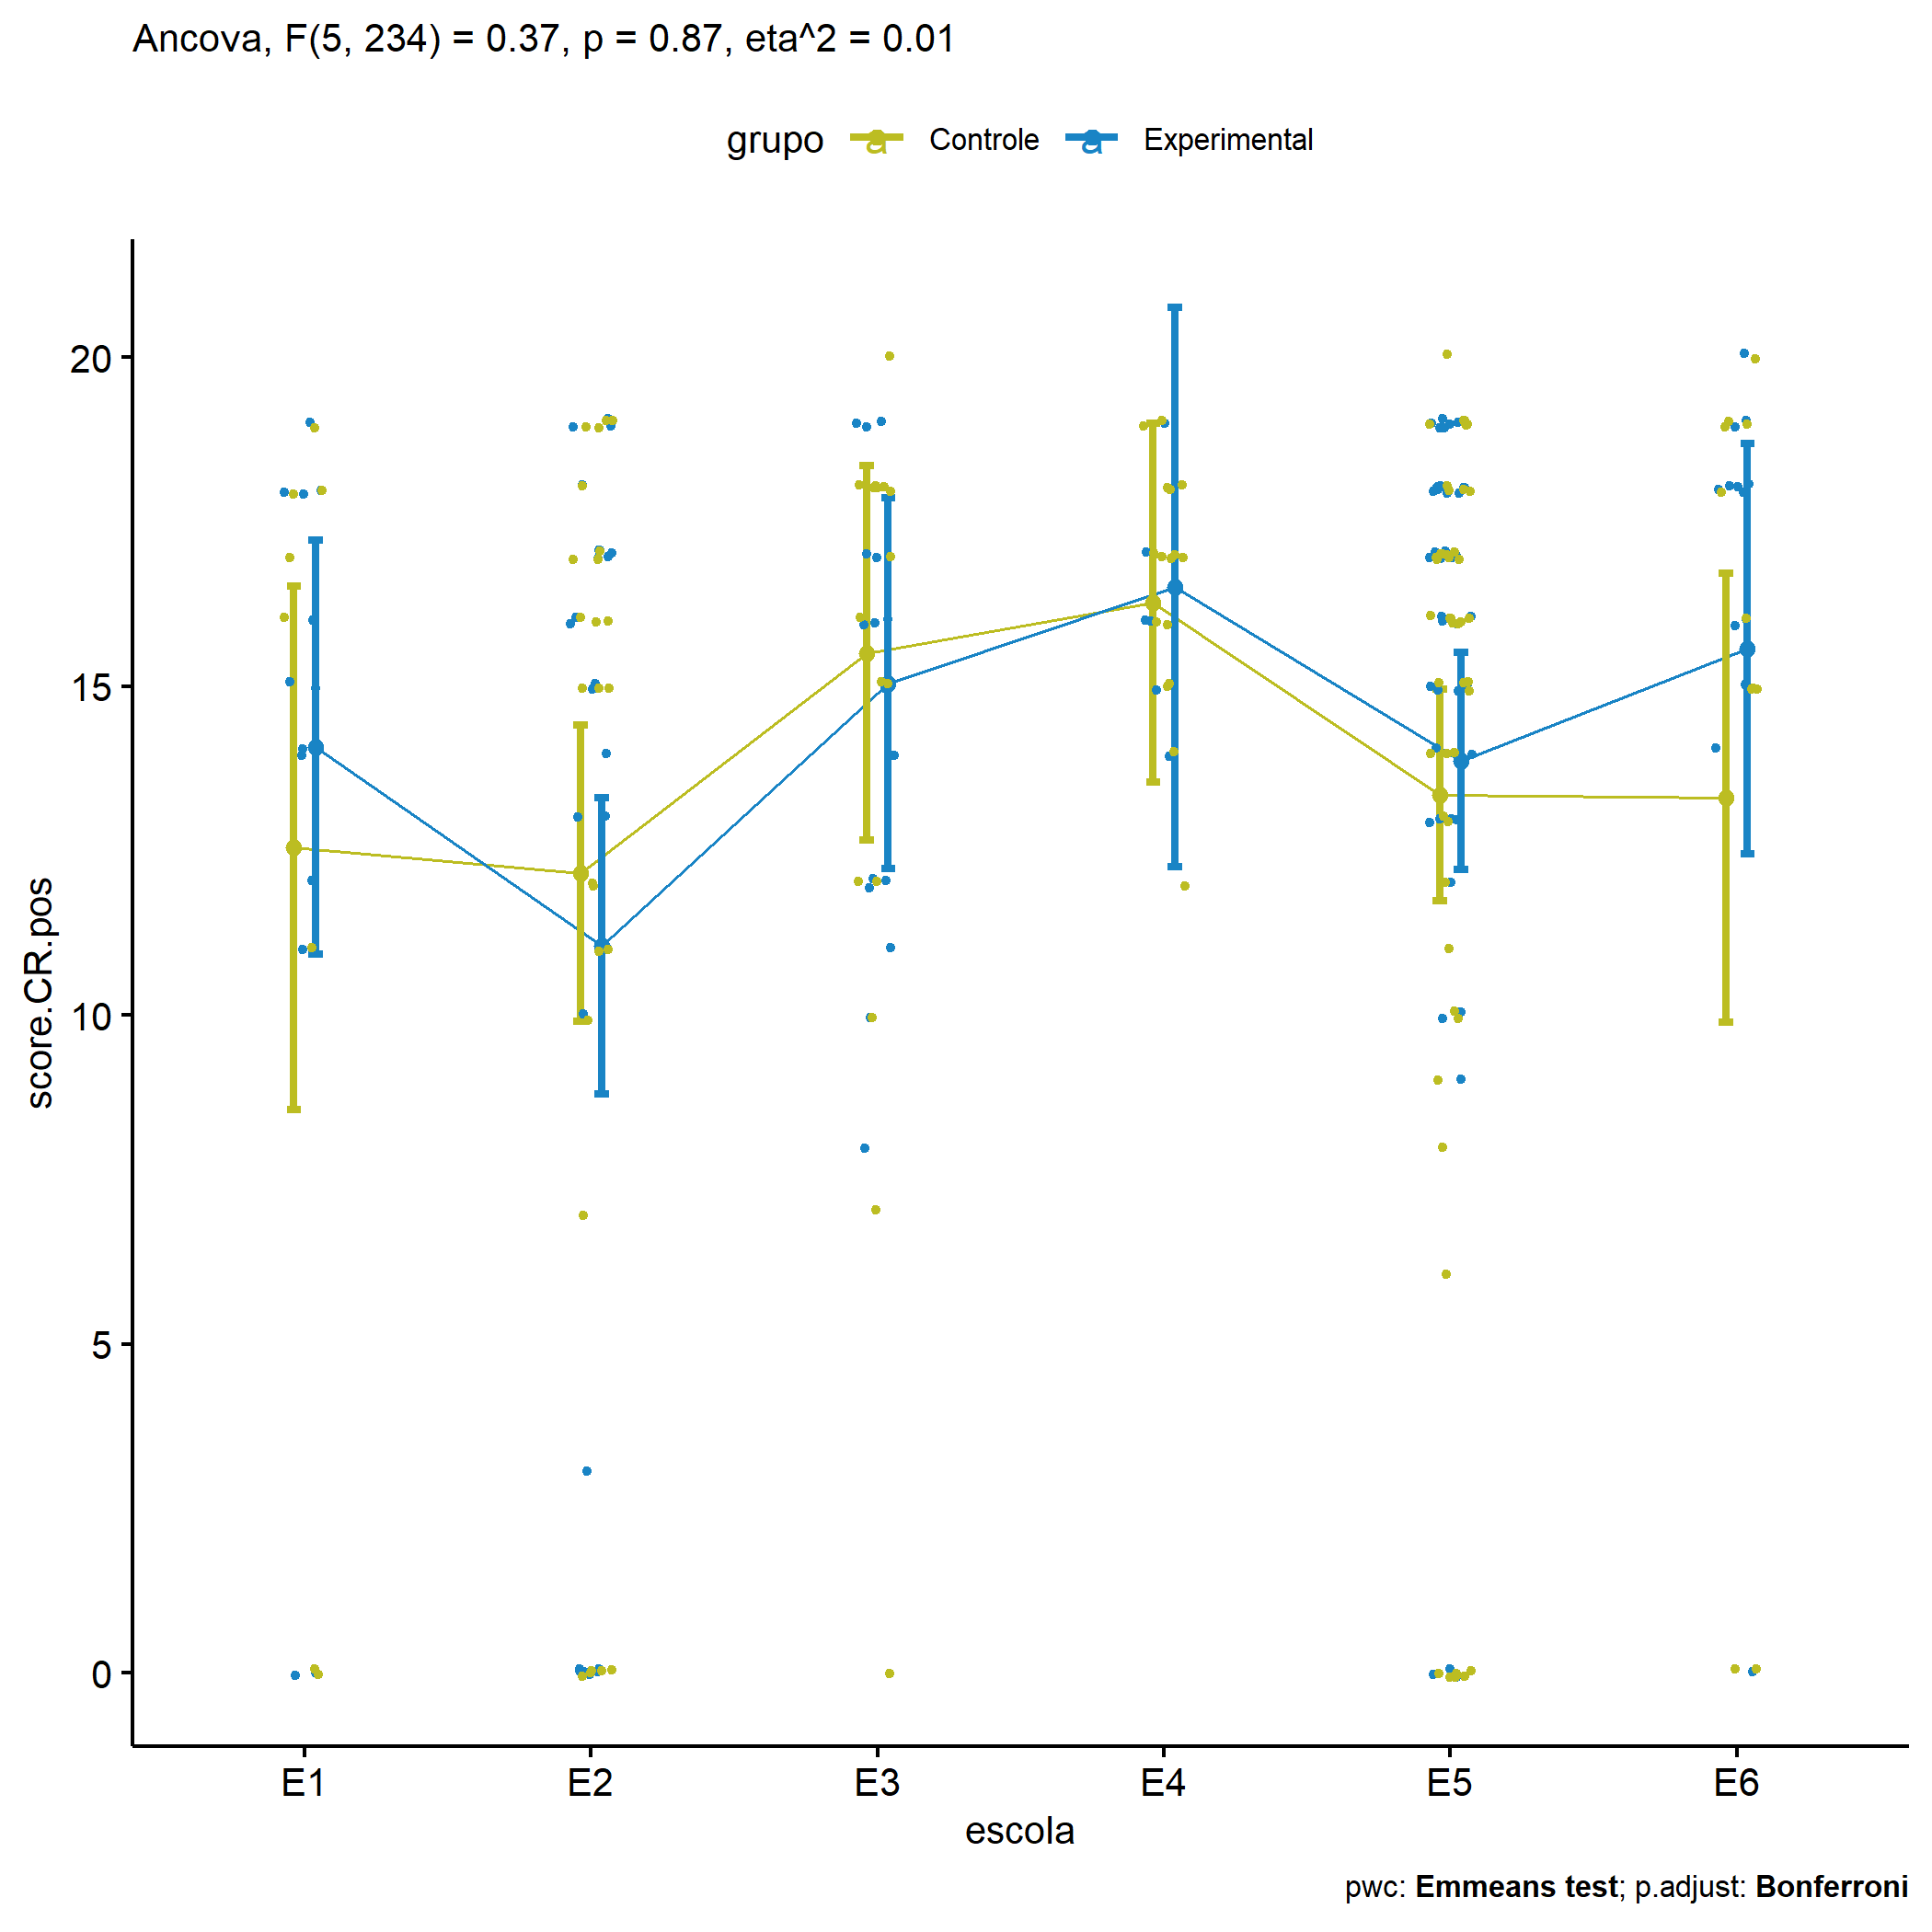 Ancova, F(5, 234) = 0.37, p = 0.87, eta^2 = 0.01
grupo a Controle a Experimental
20
15
10
5
0
score.CR.pos
E1 E2 E3 E4 E5 E6
escola
pwc: Emmeans test; p.adjust: Bonferroni